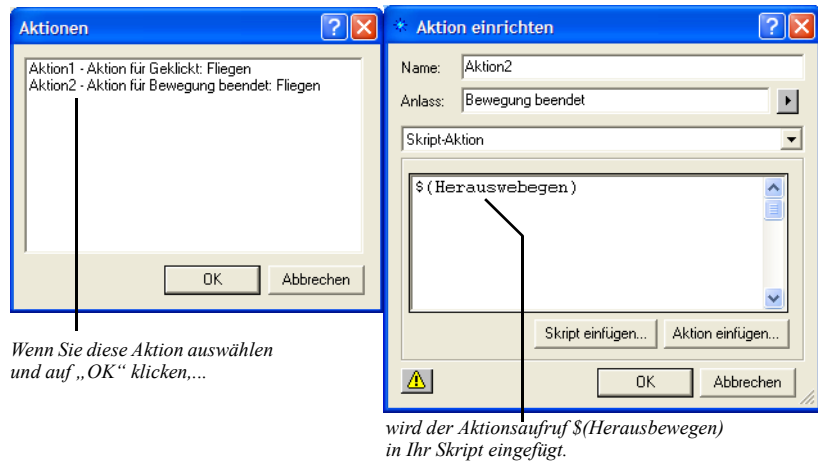 Aktionen
Aktion1 - Aktion für Geklickt: Fliegen
Aktion2 - Aktion für Bewegung beendet: Fliegen
OK
Abbrechen
Wenn Sie diese Aktion auswählen
und auf „OK“ klicken,...
Aktion einrichten
Name:
Aktion2
Anlass:
Bewegung beendet
Skript-Aktion
$(Herauswebegen)
Skript einfügen...
Aktion einfügen...
OK
Abbrechen
wird der Aktionsaufruf $(Herausbewegen)
in Ihr Skript eingefügt.